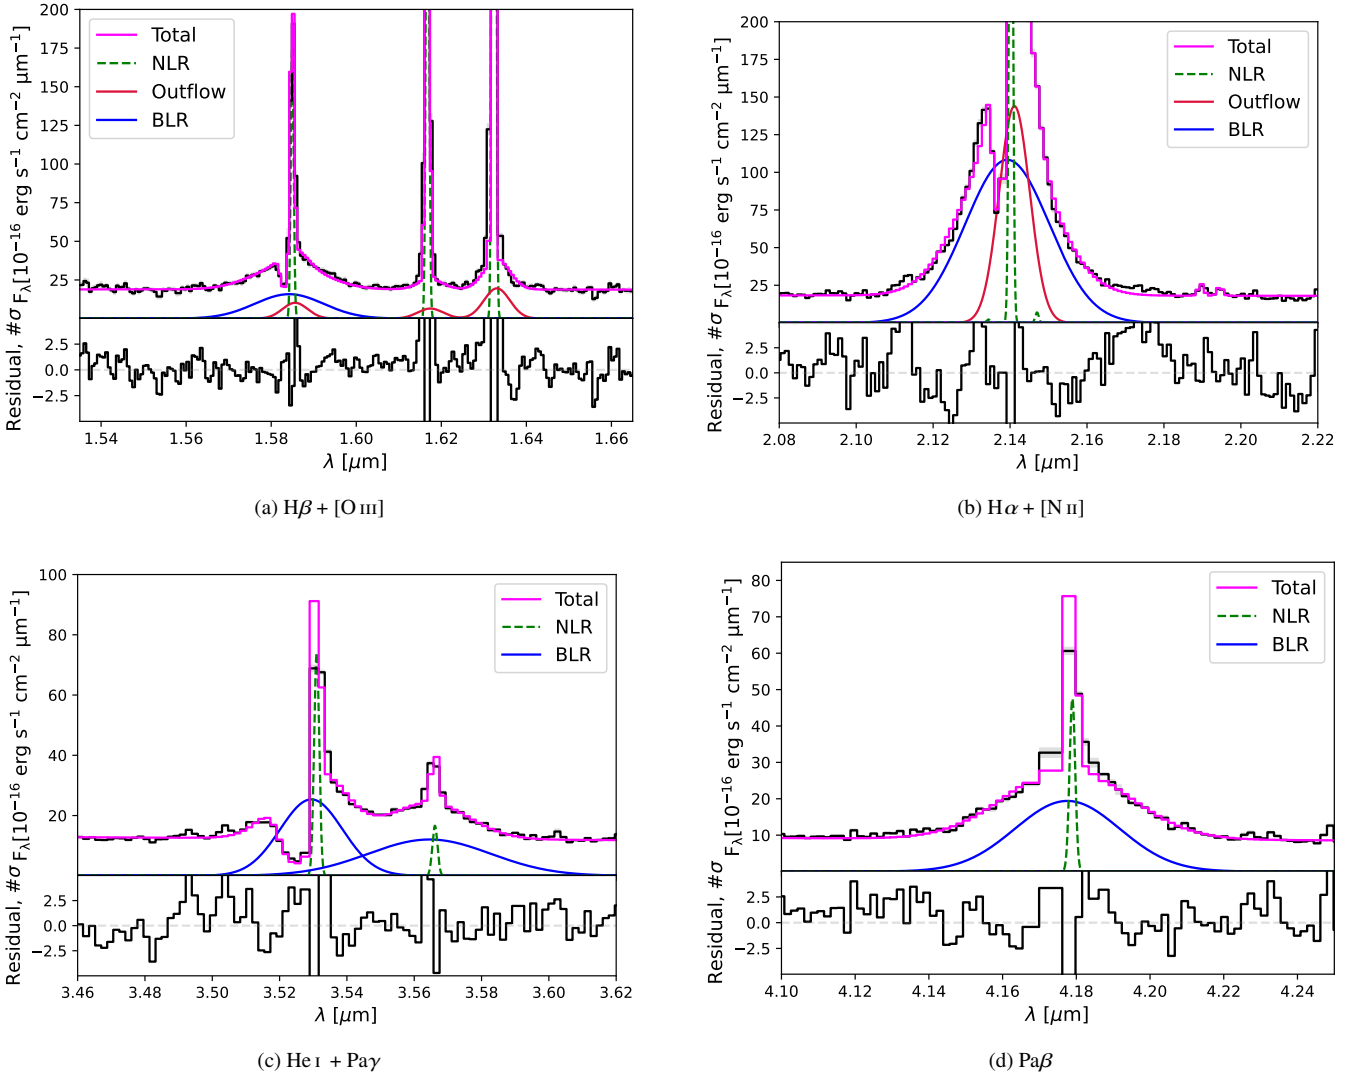 200
175
150
125
100
75
50
25
Residual, #σ F_λ[10⁻¹⁶ erg s⁻¹ cm⁻² μm⁻¹]
Total
NLR
Outflow
BLR
2.5
0.0
−2.5
1.54 1.56 1.58 1.60 1.62 1.64 1.66
λ [μm]
(a) Hβ + [O III]
200
175
150
125
100
75
50
25
Residual, #σ F_λ[10⁻¹⁶ erg s⁻¹ cm⁻² μm⁻¹]
Total
NLR
Outflow
BLR
2.5
0.0
−2.5
2.08 2.10 2.12 2.14 2.16 2.18 2.20 2.22
λ [μm]
(b) Hα + [N II]
100
80
60
40
20
Residual, #σ F_λ[10⁻¹⁶ erg s⁻¹ cm⁻² μm⁻¹]
Total
NLR
BLR
2.5
0.0
−2.5
3.46 3.48 3.50 3.52 3.54 3.56 3.58 3.60 3.62
λ [μm]
(c) He I + Paγ
80
70
60
50
40
30
20
10
Residual, #σ F_λ[10⁻¹⁶ erg s⁻¹ cm⁻² μm⁻¹]
Total
NLR
BLR
2.5
0.0
−2.5
4.10 4.12 4.14 4.16 4.18 4.20 4.22 4.24
λ [μm]
(d) Paβ